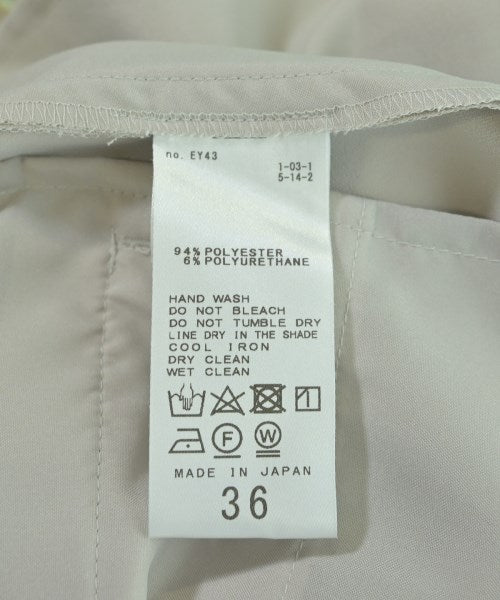 no. EY43
1-03-1
5-14-2
94% POLYESTER
6% POLYURETHANE
HAND WASH
DO NOT BLEACH
DO NOT TUMBLE DRY
LINE DRY IN THE SHADE
COOL IRON
DRY CLEAN
WET CLEAN
F W
MADE IN JAPAN
36